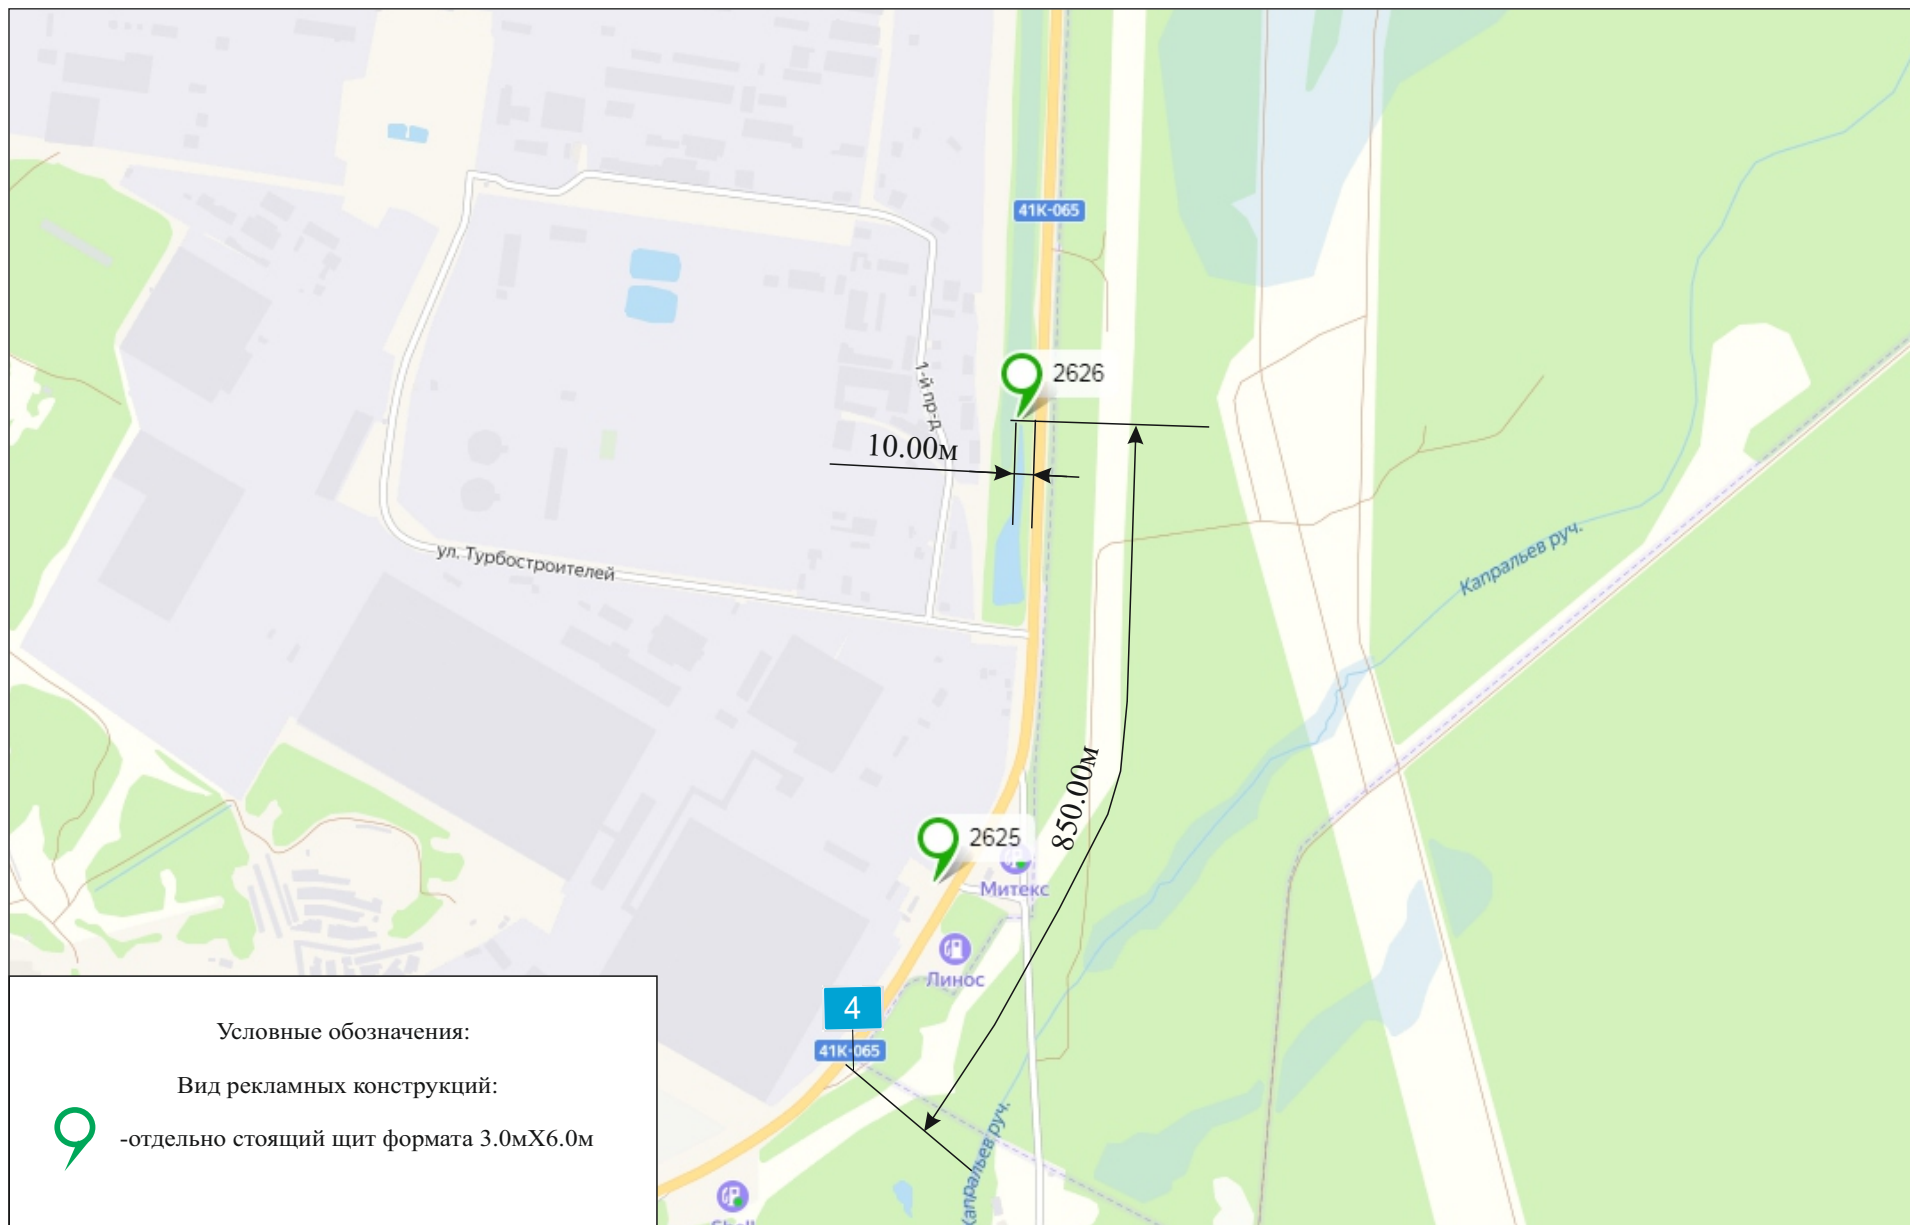 41К-065
2626
1-й пр-д
10.00м
ул. Турбостроителей
Капральев руч.
850.00м
2625
Митекс
Линос
4
41К-065
Капральев руч.
Shell
Условные обозначения:
Вид рекламных конструкций:
-отдельно стоящий щит формата 3.0мХ6.0м